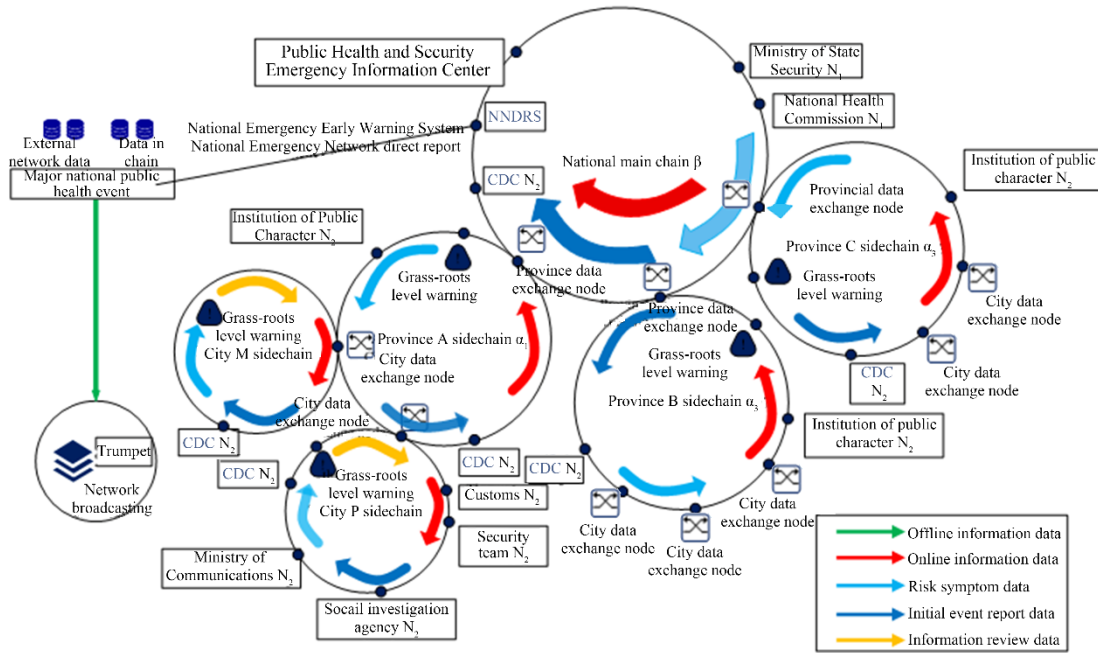 Public Health and Security
Emergency Information Center
Ministry of State
Security N₁
National Health
Commission N₁
NNDRS
National Emergency Early Warning System
National Emergency Network direct report
External
network data
Data in
chain
Major national public
health event
National main chain β
CDC N₂
Institution of public
character N₂
Provincial data
exchange node
Province C sidechain α₃
Grass-roots
level warning
City data
exchange node
City data
exchange node
CDC
N₂
Institution of Public
Character N₂
Grass-roots
level warning
Province data
exchange node
Province A sidechain α₁
City data
exchange node
Province data
exchange node
Grass-roots
level warning
Province B sidechain α₃
Institution of public
character N₂
City data
exchange node
City data
exchange node
City data
exchange node
Grass-roots
level warning
City M sidechain
City data
exchange node
CDC N₂
CDC N₂
CDC N₂
CDC N₂
Grass-roots
level warning
City P sidechain
Customs N₂
Security
team N₂
Ministry of
Communications N₂
Socail investigation
agency N₂
Trumpet
Network
broadcasting
Offline information data
Online information data
Risk symptom data
Initial event report data
Information review data